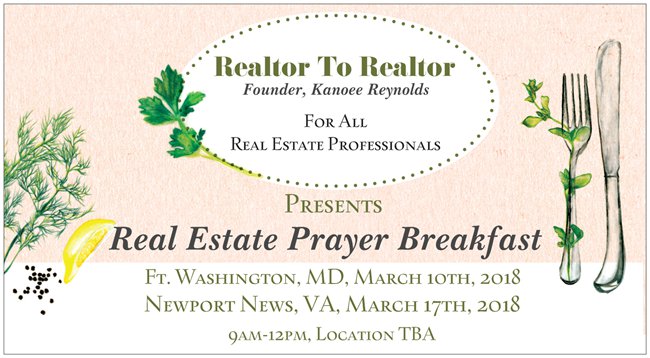 Realtor To Realtor
Founder, Kanoee Reynolds
For All
Real Estate Professionals
Presents
Real Estate Prayer Breakfast
Ft. Washington, MD, March 10th, 2018
Newport News, VA, March 17th, 2018
9am-12pm, Location TBA